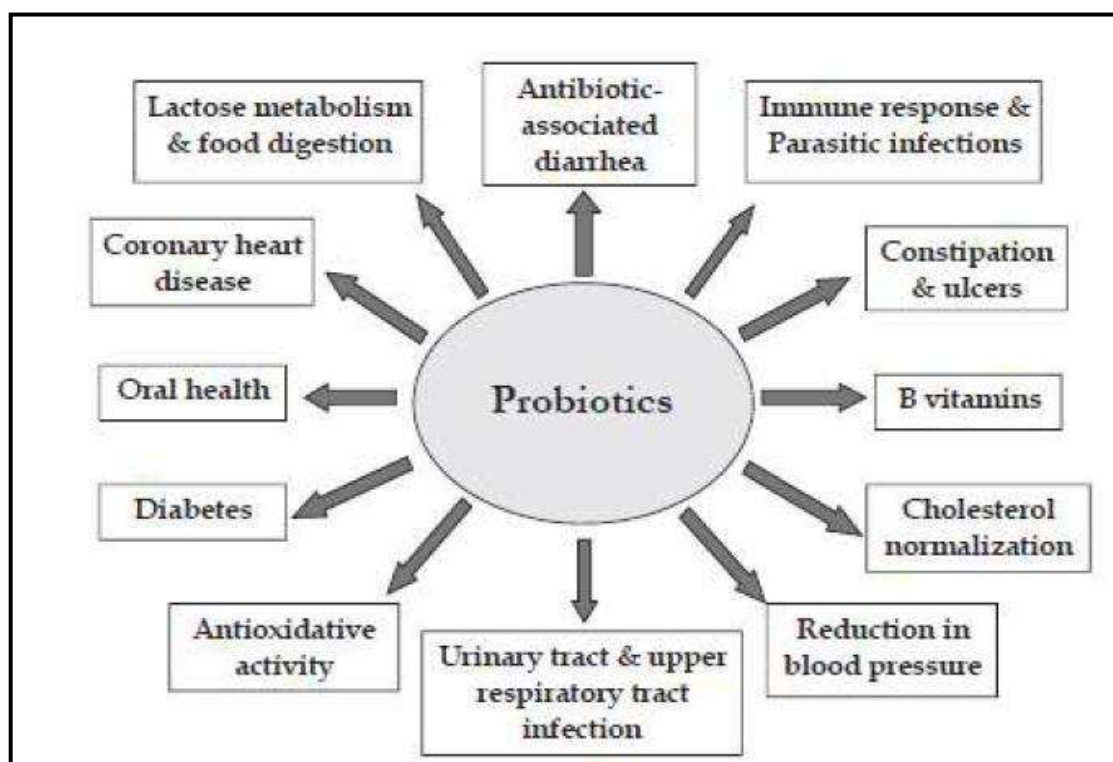 Lactose metabolism
& food digestion
Antibiotic-
associated
diarrhea
Immune response &
Parasitic infections
Coronary heart
disease
Constipation
& ulcers
Oral health
Probiotics
B vitamins
Diabetes
Cholesterol
normalization
Antioxidative
activity
Urinary tract & upper
respiratory tract
infection
Reduction in
blood pressure